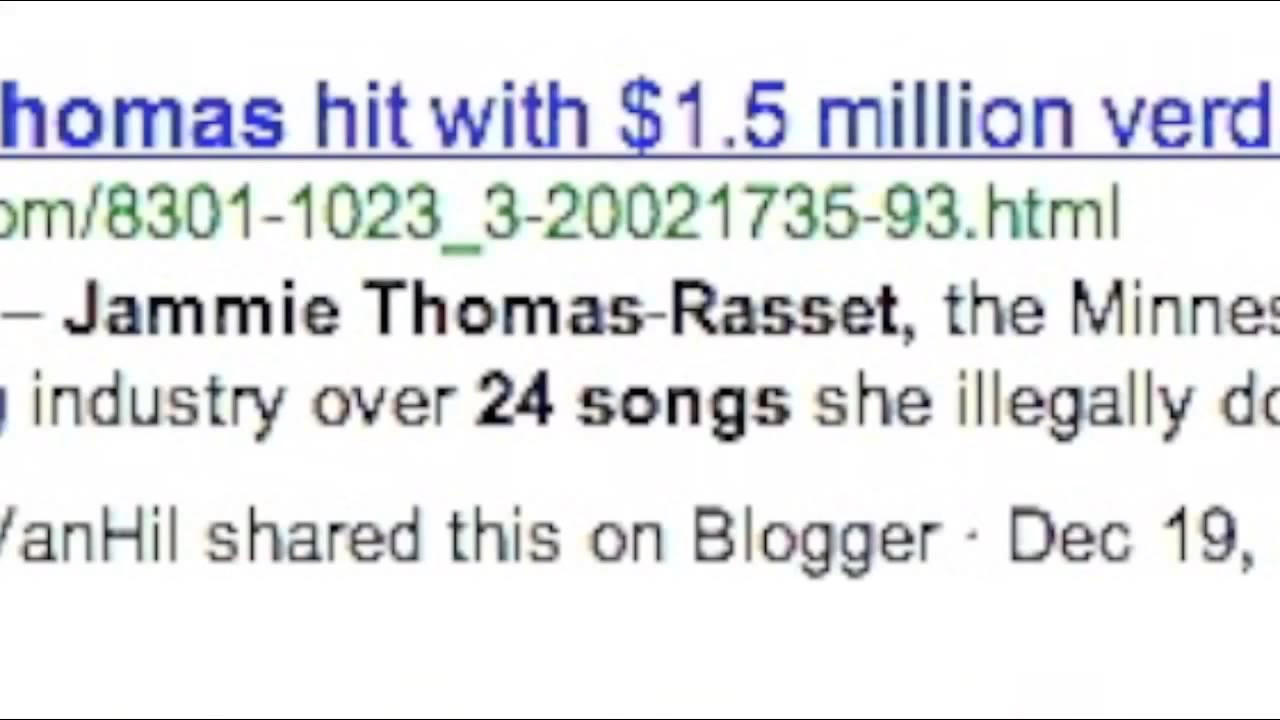 homas hit with $1.5 million verd
om/8301-1023_3-20021735-93.html
– Jammie Thomas-Rasset, the Minnes
g industry over 24 songs she illegally do
VanHil shared this on Blogger · Dec 19,